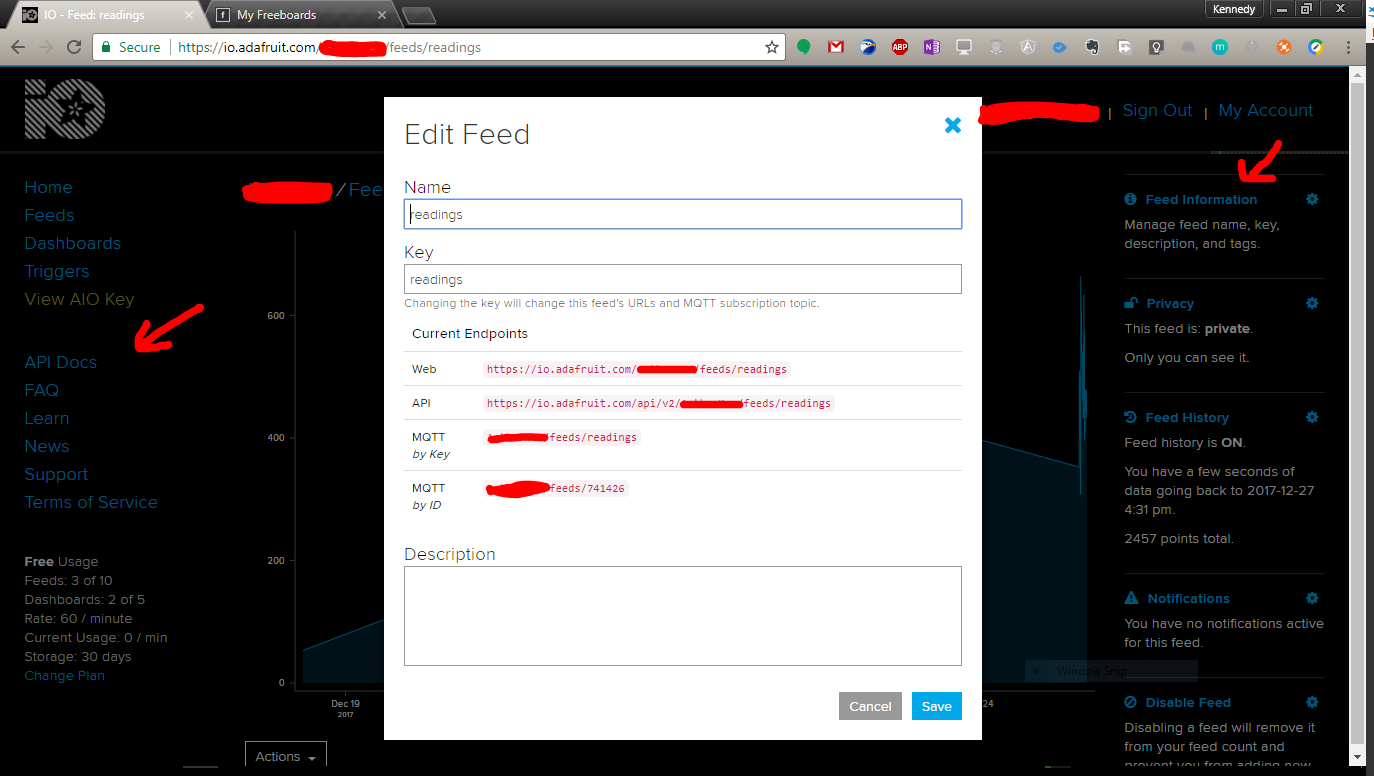 IO - Feed: readings
My Freeboards
Kennedy
Secure
https://io.adafruit.com/
/feeds/readings
ABP
iO
Sign Out
My Account
Home
Feeds
Dashboards
Triggers
View AIO Key
API Docs
FAQ
Learn
News
Support
Terms of Service
Free Usage
Feeds: 3 of 10
Dashboards: 2 of 5
Rate: 60 / minute
Current Usage: 0 / min
Storage: 30 days
Change Plan
/ Fee
600
400
200
0
Dec 19
2017
24
Actions
Edit Feed
Name
readings
Key
readings
Changing the key will change this feed's URLs and MQTT subscription topic.
Current Endpoints
Web https://io.adafruit.com/ /feeds/readings
API https://io.adafruit.com/api/v2/ /feeds/readings
MQTT /feeds/readings
by Key
MQTT feeds/741426
by ID
Description
Cancel
Save
Feed Information
Manage feed name, key,
description, and tags.
Privacy
This feed is: private.
Only you can see it.
Feed History
Feed history is ON.
You have a few seconds of
data going back to 2017-12-27
4:31 pm.
2457 points total.
Notifications
You have no notifications active
for this feed.
Window Snip
Disable Feed
Disabling a feed will remove it
from your feed count and
prevent you from adding new